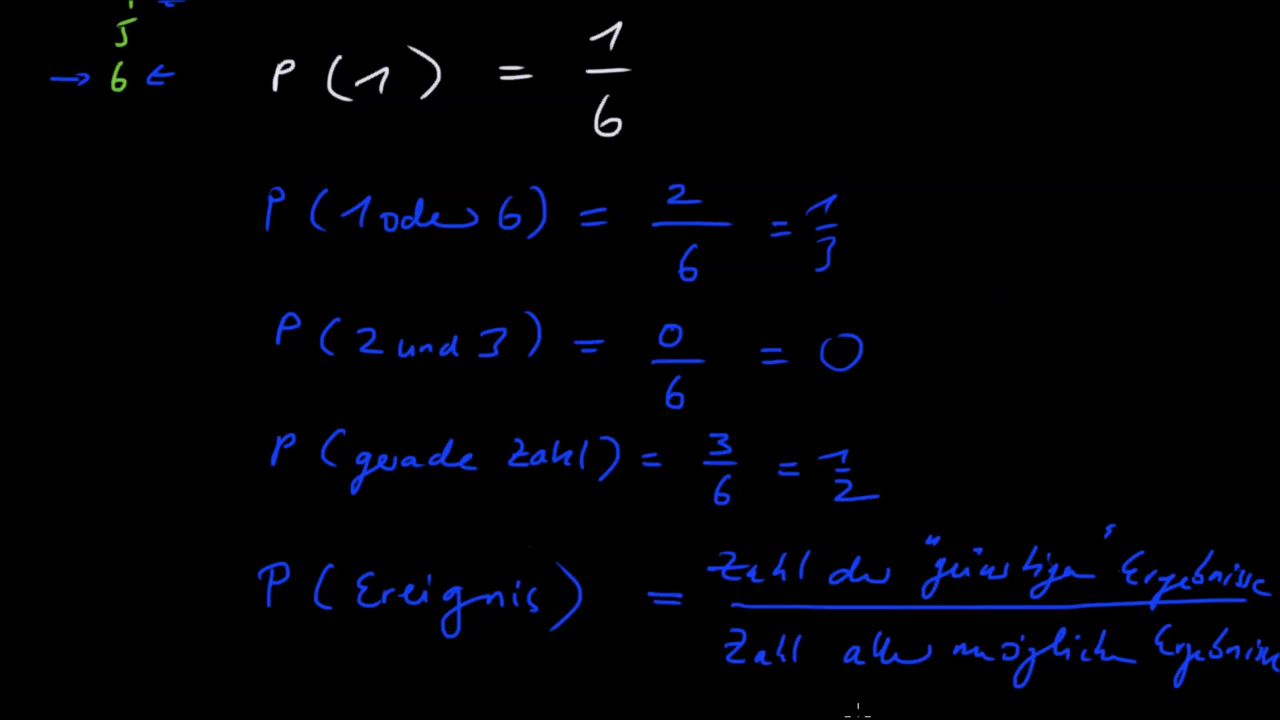 5
→ 6 ←
P(1) = 1/6
P(1 oder 6) = 2/6 = 1/3
P(2 und 3) = 0/6 = 0
P(gerade Zahl) = 3/6 = 1/2
P(Ereignis) = Zahl der "günstigen" Ergebnisse
Zahl aller möglichen Ergebnisse